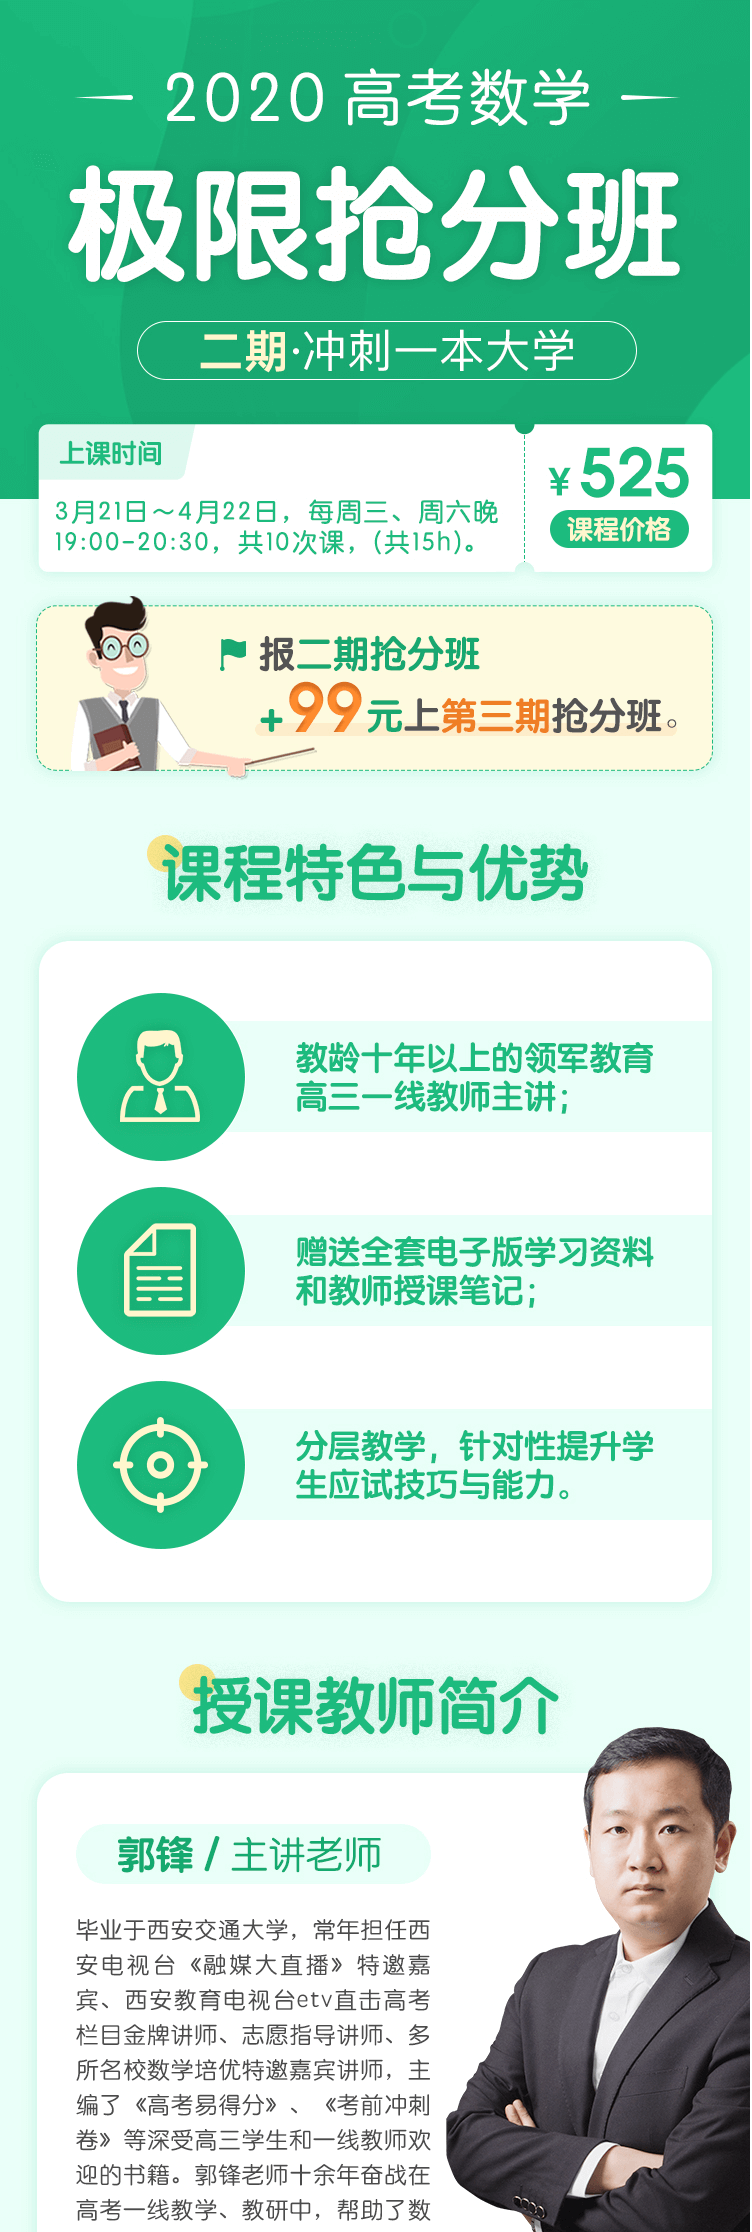 2020 高考数学
极限抢分班
二期·冲刺一本大学
上课时间
3月21日~4月22日，每周三、周六晚
19:00-20:30，共10次课，(共15h)。
¥ 525
课程价格
报二期抢分班
+99元上第三期抢分班。
课程特色与优势
教龄十年以上的领军教育
高三一线教师主讲；
赠送全套电子版学习资料
和教师授课笔记；
分层教学，针对性提升学
生应试技巧与能力。
授课教师简介
郭锋 / 主讲老师
毕业于西安交通大学，常年担任西
安电视台《融媒大直播》特邀嘉
宾、西安教育电视台etv直击高考
栏目金牌讲师、志愿指导讲师、多
所名校数学培优特邀嘉宾讲师，主
编了《高考易得分》、《考前冲刺
卷》等深受高三学生和一线教师欢
迎的书籍。郭锋老师十余年奋战在
高考一线教学、教研中，帮助了数